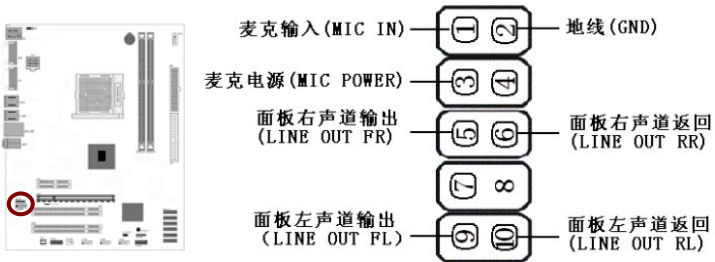 麦克输入(MIC IN) 1 2 地线(GND)
麦克电源(MIC POWER) 3 4
面板右声道输出
(LINE OUT FR) 5 6 面板右声道返回
(LINE OUT RR)
7 8
面板左声道输出
(LINE OUT FL) 9 10 面板左声道返回
(LINE OUT RL)